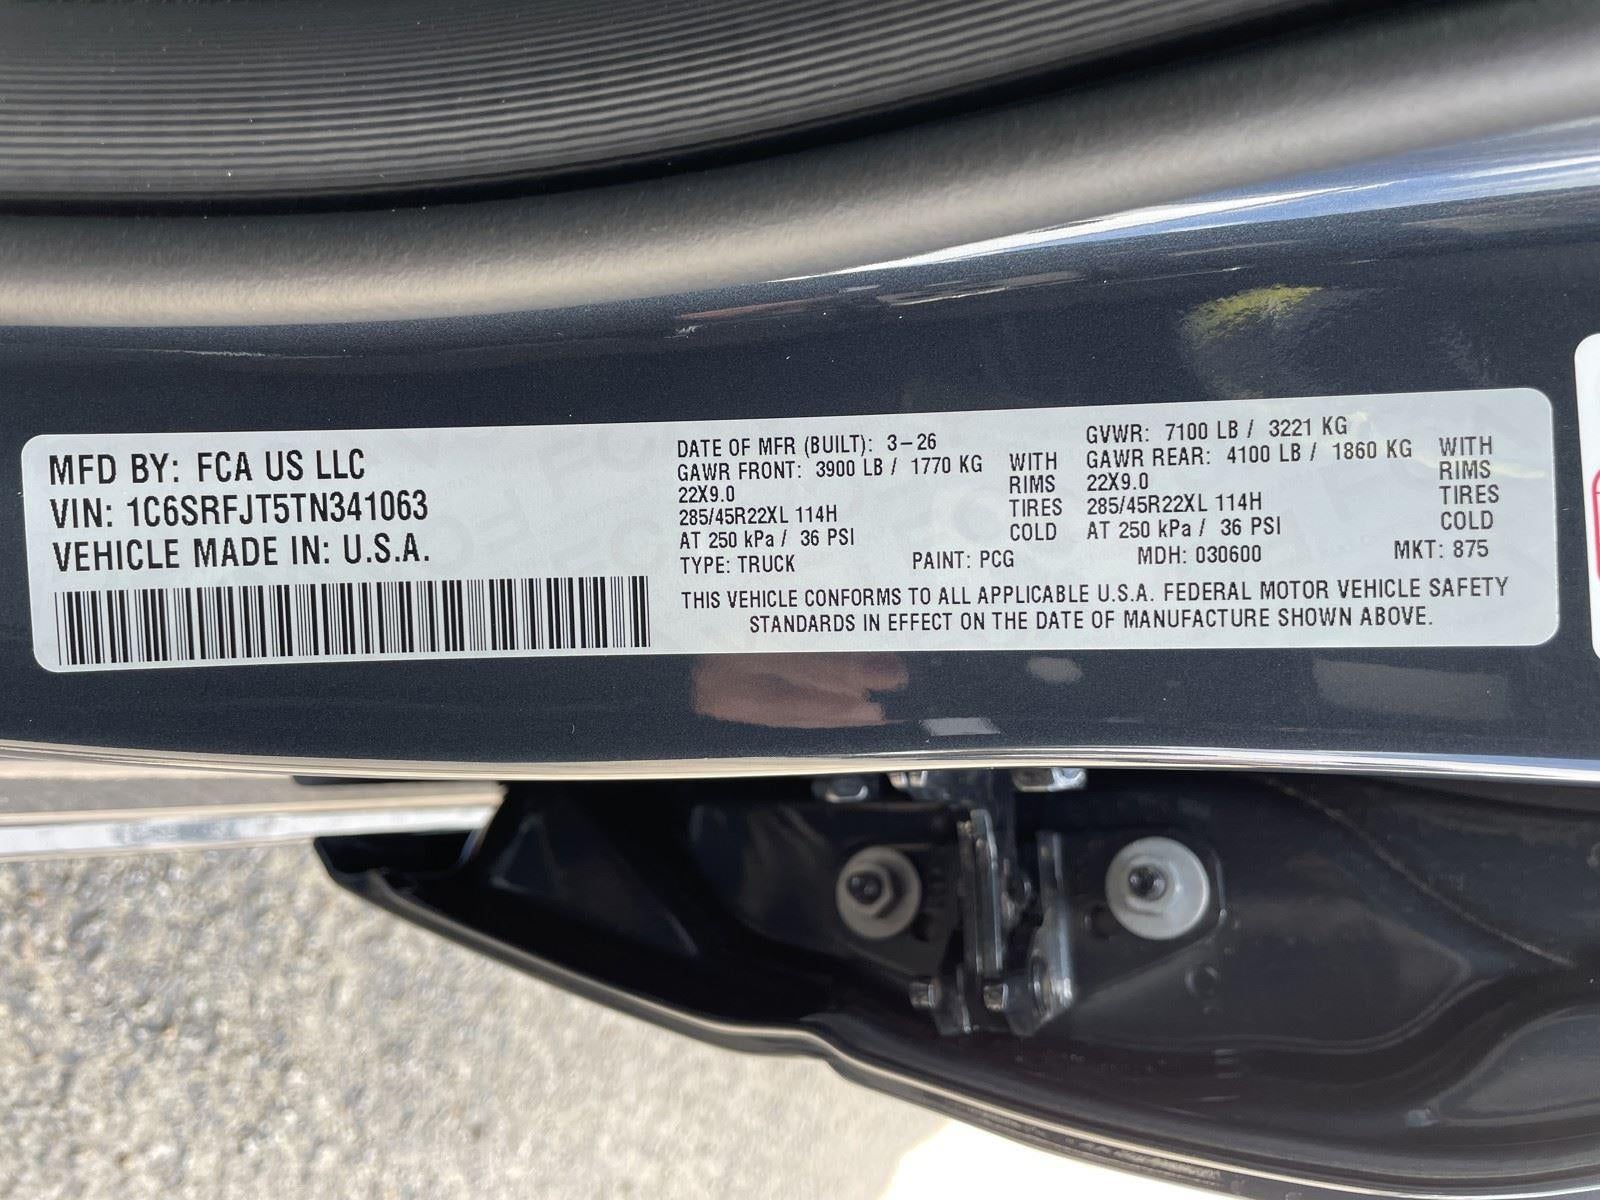 MFD BY: FCA US LLC
VIN: 1C6SRFJT5TN341063
VEHICLE MADE IN: U.S.A.
DATE OF MFR (BUILT): 3-26
GAWR FRONT: 3900 LB / 1770 KG WITH
22X9.0 RIMS
285/45R22XL 114H TIRES
AT 250 kPa / 36 PSI COLD
GVWR: 7100 LB / 3221 KG
GAWR REAR: 4100 LB / 1860 KG WITH
22X9.0 RIMS
285/45R22XL 114H TIRES
AT 250 kPa / 36 PSI COLD
TYPE: TRUCK PAINT: PCG MDH: 030600 MKT: 875
THIS VEHICLE CONFORMS TO ALL APPLICABLE U.S.A. FEDERAL MOTOR VEHICLE SAFETY
STANDARDS IN EFFECT ON THE DATE OF MANUFACTURE SHOWN ABOVE.